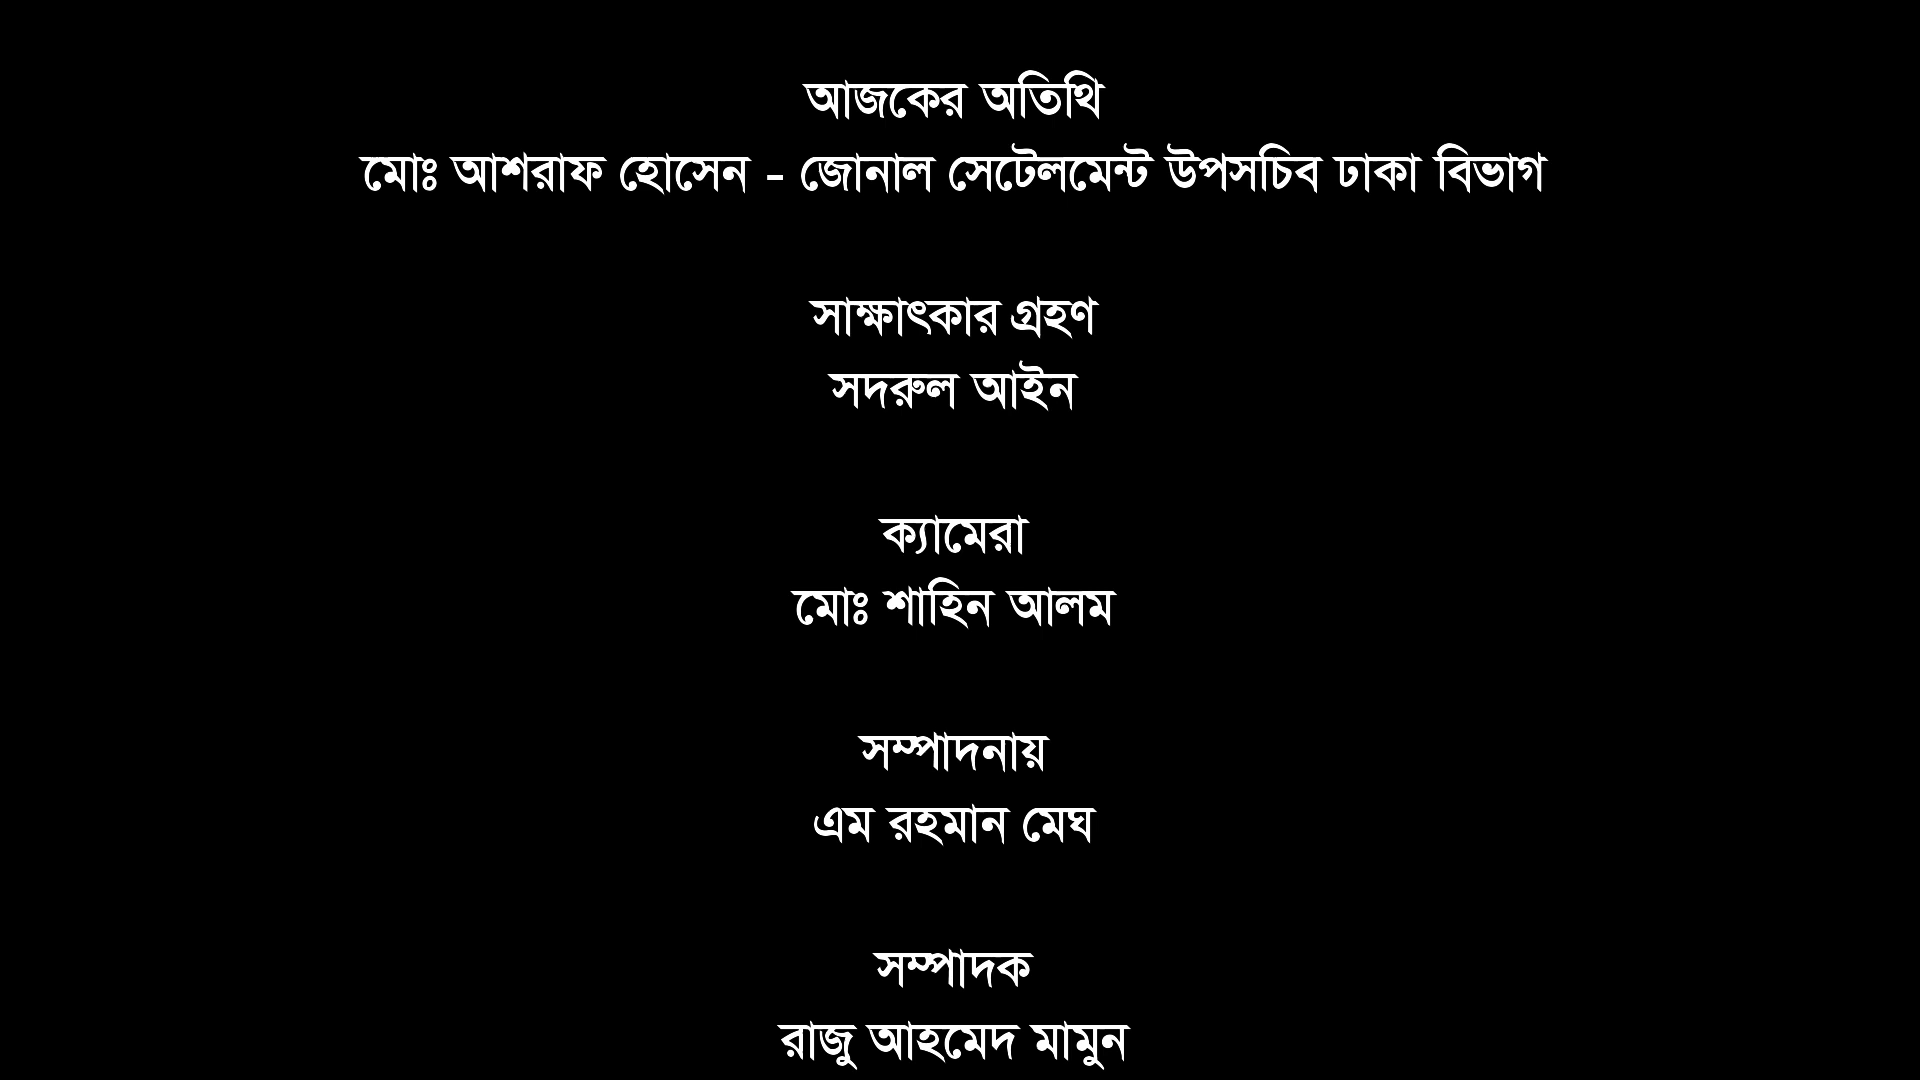 আজকের অতিথি
মোঃ আশরাফ হোসেন - জোনাল সেটেলমেন্ট উপসচিব ঢাকা বিভাগ
সাক্ষাৎকার গ্রহণ
সদরুল আইন
ক্যামেরা
মোঃ শাহিন আলম
সম্পাদনায়
এম রহমান মেঘ
সম্পাদক
রাজু আহমেদ মামুন